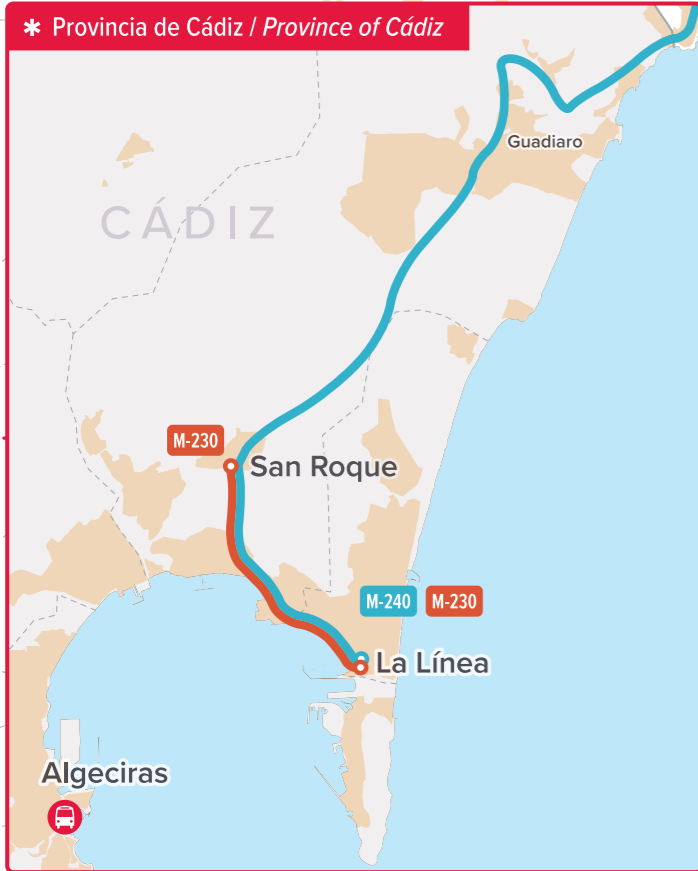 * Provincia de Cádiz / Province of Cádiz
Guadiaro
CÁDIZ
M-230
San Roque
M-240 M-230
La Línea
Algeciras